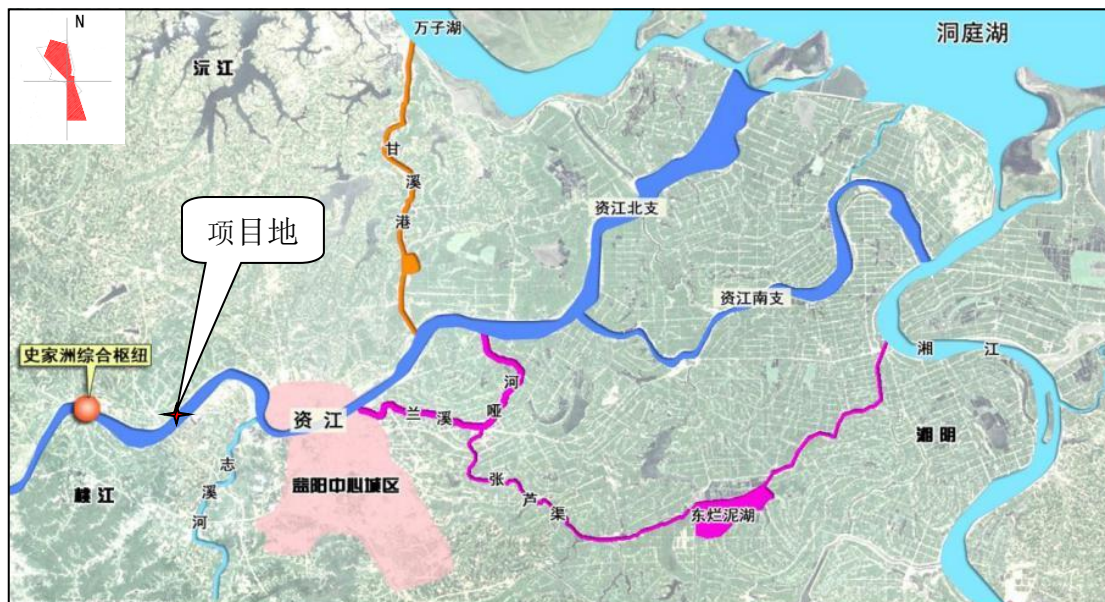 N
万子湖
洞庭湖
沅江
甘溪港
资江北支
项目地
资江南支
史家洲综合枢纽
湘江
河
资江
兰溪
哑
湘阴
志溪河
桃江
益阳中心城区
张芦渠
东烂泥湖